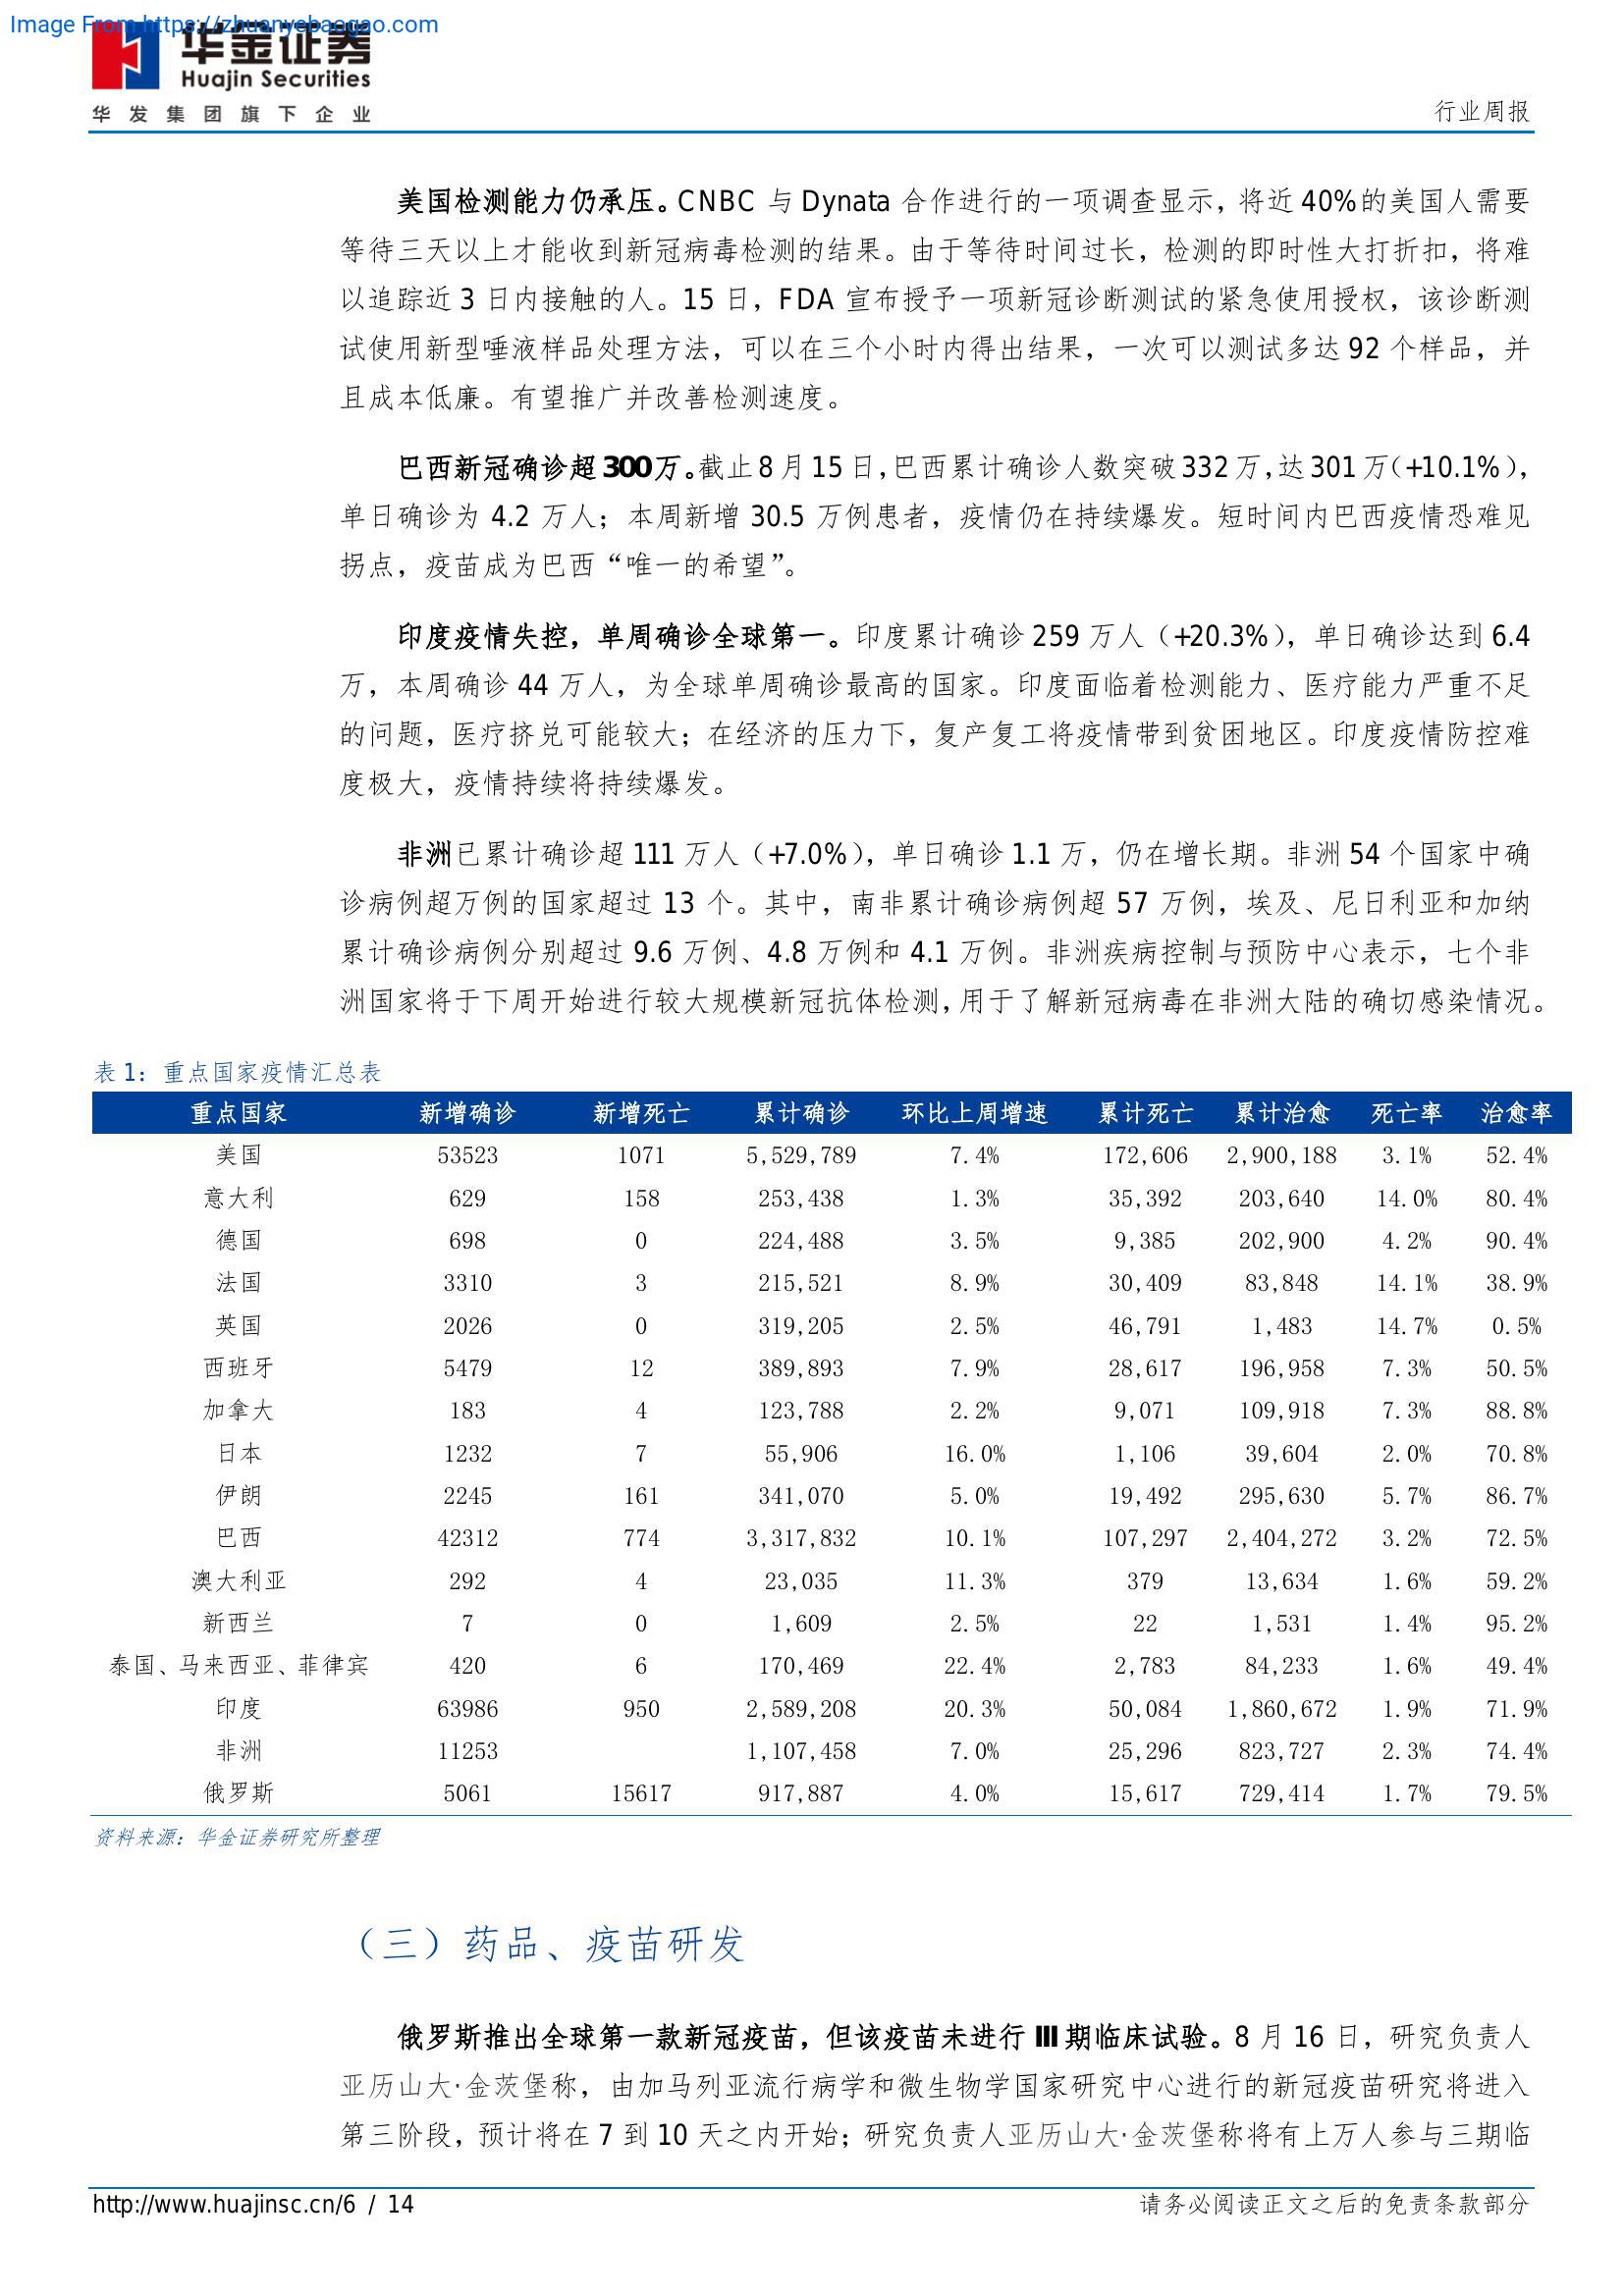 Image From https://zhuanyebaogao.com
华金证券
Huajin Securities
华发集团旗下企业
行业周报
美国检测能力仍承压。CNBC 与 Dynata 合作进行的一项调查显示，将近 40%的美国人需要
等待三天以上才能收到新冠病毒检测的结果。由于等待时间过长，检测的即时性大打折扣，将难
以追踪近 3 日内接触的人。15 日，FDA 宣布授予一项新冠诊断测试的紧急使用授权，该诊断测
试使用新型唾液样品处理方法，可以在三个小时内得出结果，一次可以测试多达 92 个样品，并
且成本低廉。有望推广并改善检测速度。
巴西新冠确诊超 300 万。截止 8 月 15 日，巴西累计确诊人数突破 332 万，达 301 万（+10.1%），
单日确诊为 4.2 万人；本周新增 30.5 万例患者，疫情仍在持续爆发。短时间内巴西疫情恐难见
拐点，疫苗成为巴西“唯一的希望”。
印度疫情失控，单周确诊全球第一。印度累计确诊 259 万人（+20.3%），单日确诊达到 6.4
万，本周确诊 44 万人，为全球单周确诊最高的国家。印度面临着检测能力、医疗能力严重不足
的问题，医疗挤兑可能较大；在经济的压力下，复产复工将疫情带到贫困地区。印度疫情防控难
度极大，疫情持续将持续爆发。
非洲已累计确诊超 111 万人（+7.0%），单日确诊 1.1 万，仍在增长期。非洲 54 个国家中确
诊病例超万例的国家超过 13 个。其中，南非累计确诊病例超 57 万例，埃及、尼日利亚和加纳
累计确诊病例分别超过 9.6 万例、4.8 万例和 4.1 万例。非洲疾病控制与预防中心表示，七个非
洲国家将于下周开始进行较大规模新冠抗体检测，用于了解新冠病毒在非洲大陆的确切感染情况。
表 1：重点国家疫情汇总表
重点国家 新增确诊 新增死亡 累计确诊 环比上周增速 累计死亡 累计治愈 死亡率 治愈率
美国 53523 1071 5,529,789 7.4% 172,606 2,900,188 3.1% 52.4%
意大利 629 158 253,438 1.3% 35,392 203,640 14.0% 80.4%
德国 698 0 224,488 3.5% 9,385 202,900 4.2% 90.4%
法国 3310 3 215,521 8.9% 30,409 83,848 14.1% 38.9%
英国 2026 0 319,205 2.5% 46,791 1,483 14.7% 0.5%
西班牙 5479 12 389,893 7.9% 28,617 196,958 7.3% 50.5%
加拿大 183 4 123,788 2.2% 9,071 109,918 7.3% 88.8%
日本 1232 7 55,906 16.0% 1,106 39,604 2.0% 70.8%
伊朗 2245 161 341,070 5.0% 19,492 295,630 5.7% 86.7%
巴西 42312 774 3,317,832 10.1% 107,297 2,404,272 3.2% 72.5%
澳大利亚 292 4 23,035 11.3% 379 13,634 1.6% 59.2%
新西兰 7 0 1,609 2.5% 22 1,531 1.4% 95.2%
泰国、马来西亚、菲律宾 420 6 170,469 22.4% 2,783 84,233 1.6% 49.4%
印度 63986 950 2,589,208 20.3% 50,084 1,860,672 1.9% 71.9%
非洲 11253 1,107,458 7.0% 25,296 823,727 2.3% 74.4%
俄罗斯 5061 15617 917,887 4.0% 15,617 729,414 1.7% 79.5%
资料来源：华金证券研究所整理
（三）药品、疫苗研发
俄罗斯推出全球第一款新冠疫苗，但该疫苗未进行 III 期临床试验。8 月 16 日，研究负责人
亚历山大·金茨堡称，由加马列亚流行病学和微生物学国家研究中心进行的新冠疫苗研究将进入
第三阶段，预计将在 7 到 10 天之内开始；研究负责人亚历山大·金茨堡称将有上万人参与三期临
http://www.huajinsc.cn/6 / 14
请务必阅读正文之后的免责条款部分